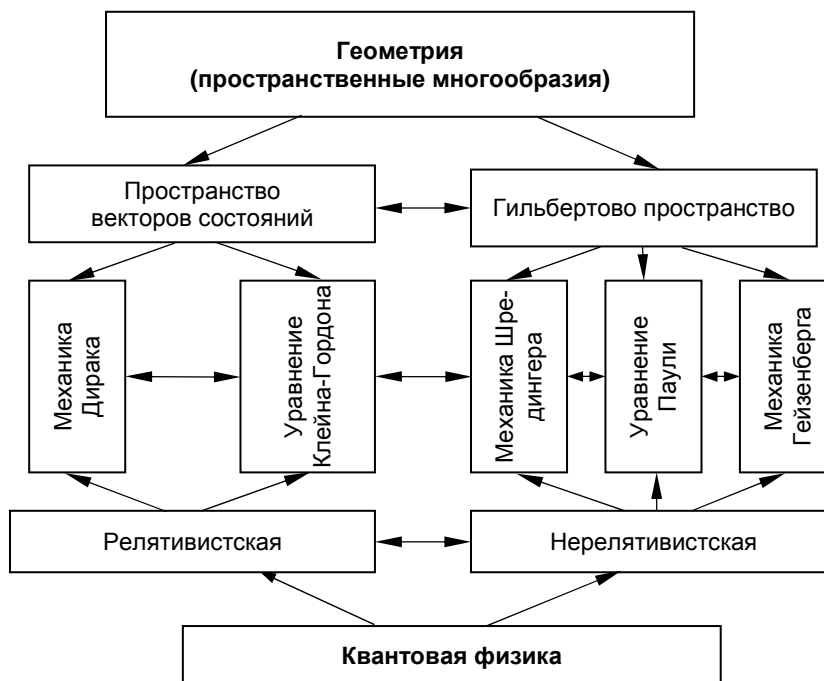 Геометрия
(пространственные многообразия)
Пространство
векторов состояний
Гильбертово пространство
Механика
Дирака
Уравнение
Клейна-Гордона
Механика Шре-
дингера
Уравнение
Паули
Механика
Гейзенберга
Релятивистская
Нерелятивистская
Квантовая физика